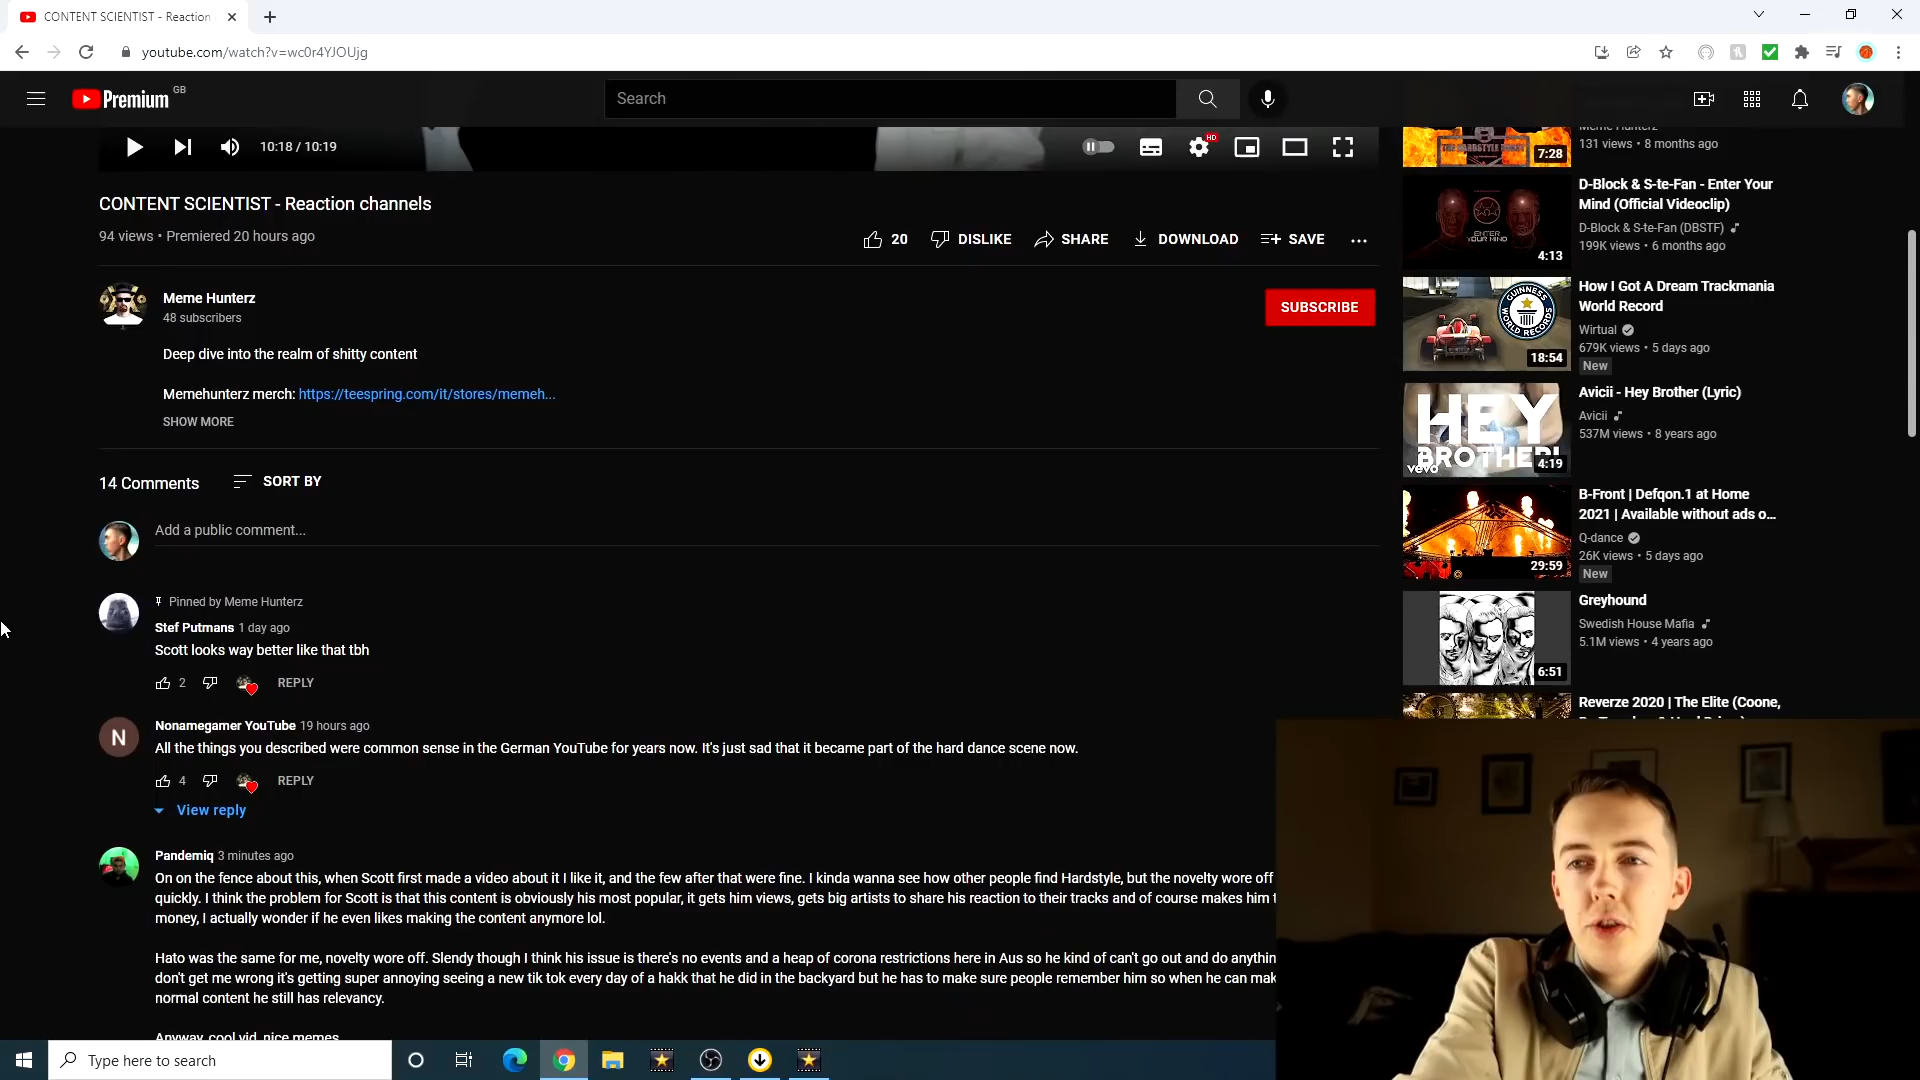 CONTENT SCIENTIST - Reaction
youtube.com/watch?v=wc0r4YJOUjg
Premium GB
Search
10:18 / 10:19
HD
CONTENT SCIENTIST - Reaction channels
94 views • Premiered 20 hours ago
20 DISLIKE SHARE DOWNLOAD SAVE
Meme Hunterz
48 subscribers
SUBSCRIBE
Deep dive into the realm of shitty content
Memehunterz merch: https://teespring.com/it/stores/memeh...
SHOW MORE
14 Comments SORT BY
Add a public comment...
Pinned by Meme Hunterz
Stef Putmans 1 day ago
Scott looks way better like that tbh
2 REPLY
Nonamegamer YouTube 19 hours ago
N
All the things you described were common sense in the German YouTube for years now. It's just sad that it became part of the hard dance scene now.
4 REPLY
View reply
Pandemiq 3 minutes ago
On on the fence about this, when Scott first made a video about it I like it, and the few after that were fine. I kinda wanna see how other people find Hardstyle, but the novelty wore off
quickly. I think the problem for Scott is that this content is obviously his most popular, it gets him views, gets big artists to share his reaction to their tracks and of course makes him
money, I actually wonder if he even likes making the content anymore lol.
Hato was the same for me, novelty wore off. Slendy though I think his issue is there's no events and a heap of corona restrictions here in Aus so he kind of can't go out and do anythin
don't get me wrong it's getting super annoying seeing a new tik tok every day of a hakk that he did in the backyard but he has to make sure people remember him so when he can mak
normal content he still has relevancy.
Anyway, cool vid, nice memes
Meme Hunterz
131 views • 8 months ago
7:28
D-Block & S-te-Fan - Enter Your
Mind (Official Videoclip)
D-Block & S-te-Fan (DBSTF)
199K views • 6 months ago
ENTER
YOUR MIND
4:13
How I Got A Dream Trackmania
World Record
Wirtual
679K views • 5 days ago
New
GUINNESS
WORLD RECORDS
18:54
Avicii - Hey Brother (Lyric)
Avicii
537M views • 8 years ago
HEY
BROTHER!
vevo
4:19
B-Front | Defqon.1 at Home
2021 | Available without ads o...
Q-dance
26K views • 5 days ago
New
29:59
Greyhound
Swedish House Mafia
5.1M views • 4 years ago
6:51
Reverze 2020 | The Elite (Coone,
Type here to search